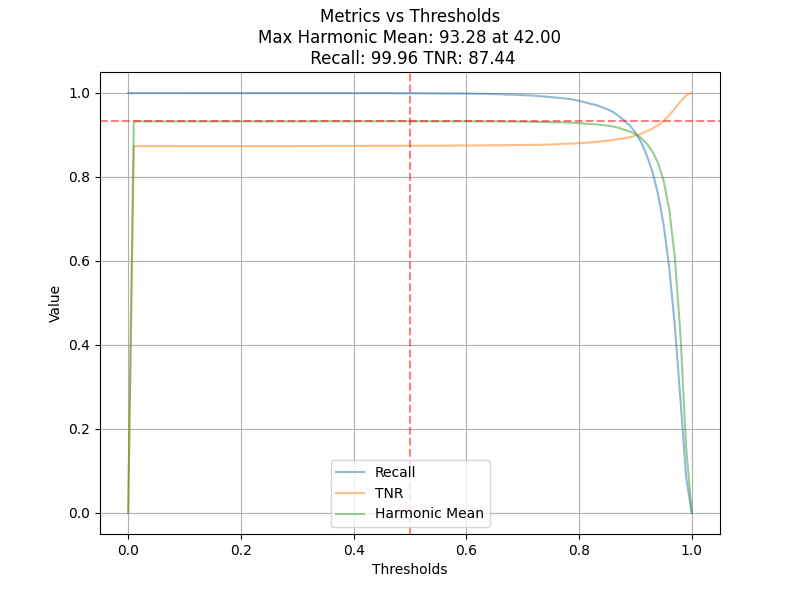 Metrics vs Thresholds
Max Harmonic Mean: 93.28 at 42.00
Recall: 99.96 TNR: 87.44
1.0
0.8
0.6
0.4
0.2
0.0
Value
Recall
TNR
Harmonic Mean
0.0 0.2 0.4 0.6 0.8 1.0
Thresholds